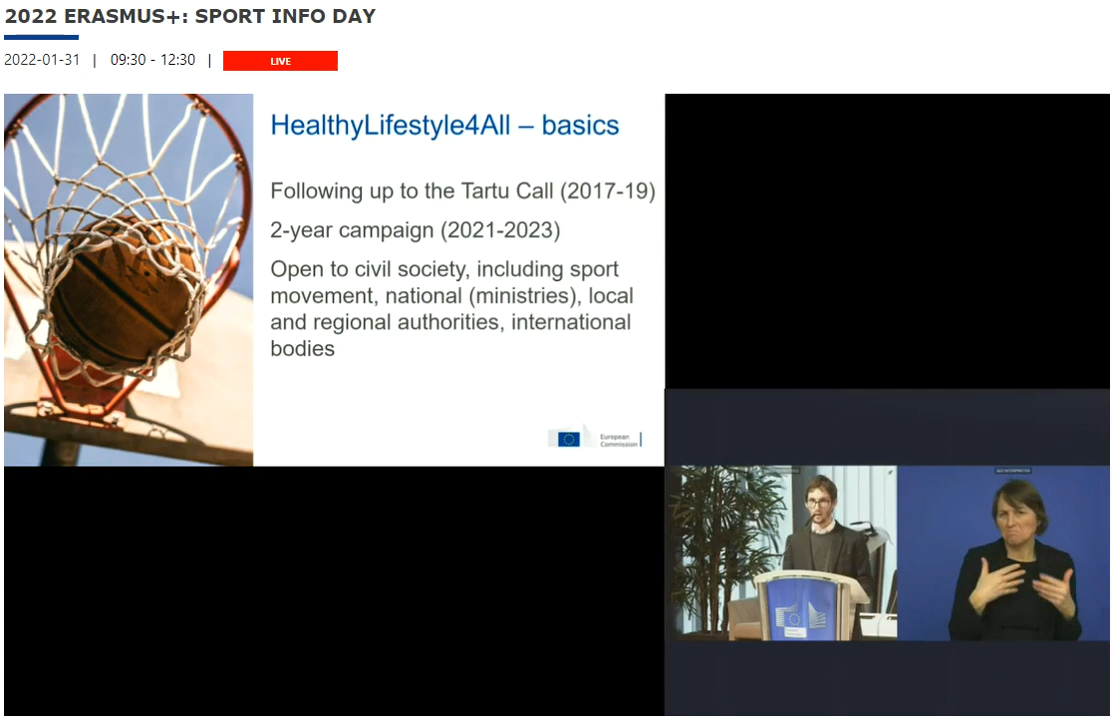 2022 ERASMUS+: SPORT INFO DAY
2022-01-31 | 09:30 - 12:30 | LIVE
HealthyLifestyle4All – basics
Following up to the Tartu Call (2017-19)
2-year campaign (2021-2023)
Open to civil society, including sport
movement, national (ministries), local
and regional authorities, international
bodies
European
Commission